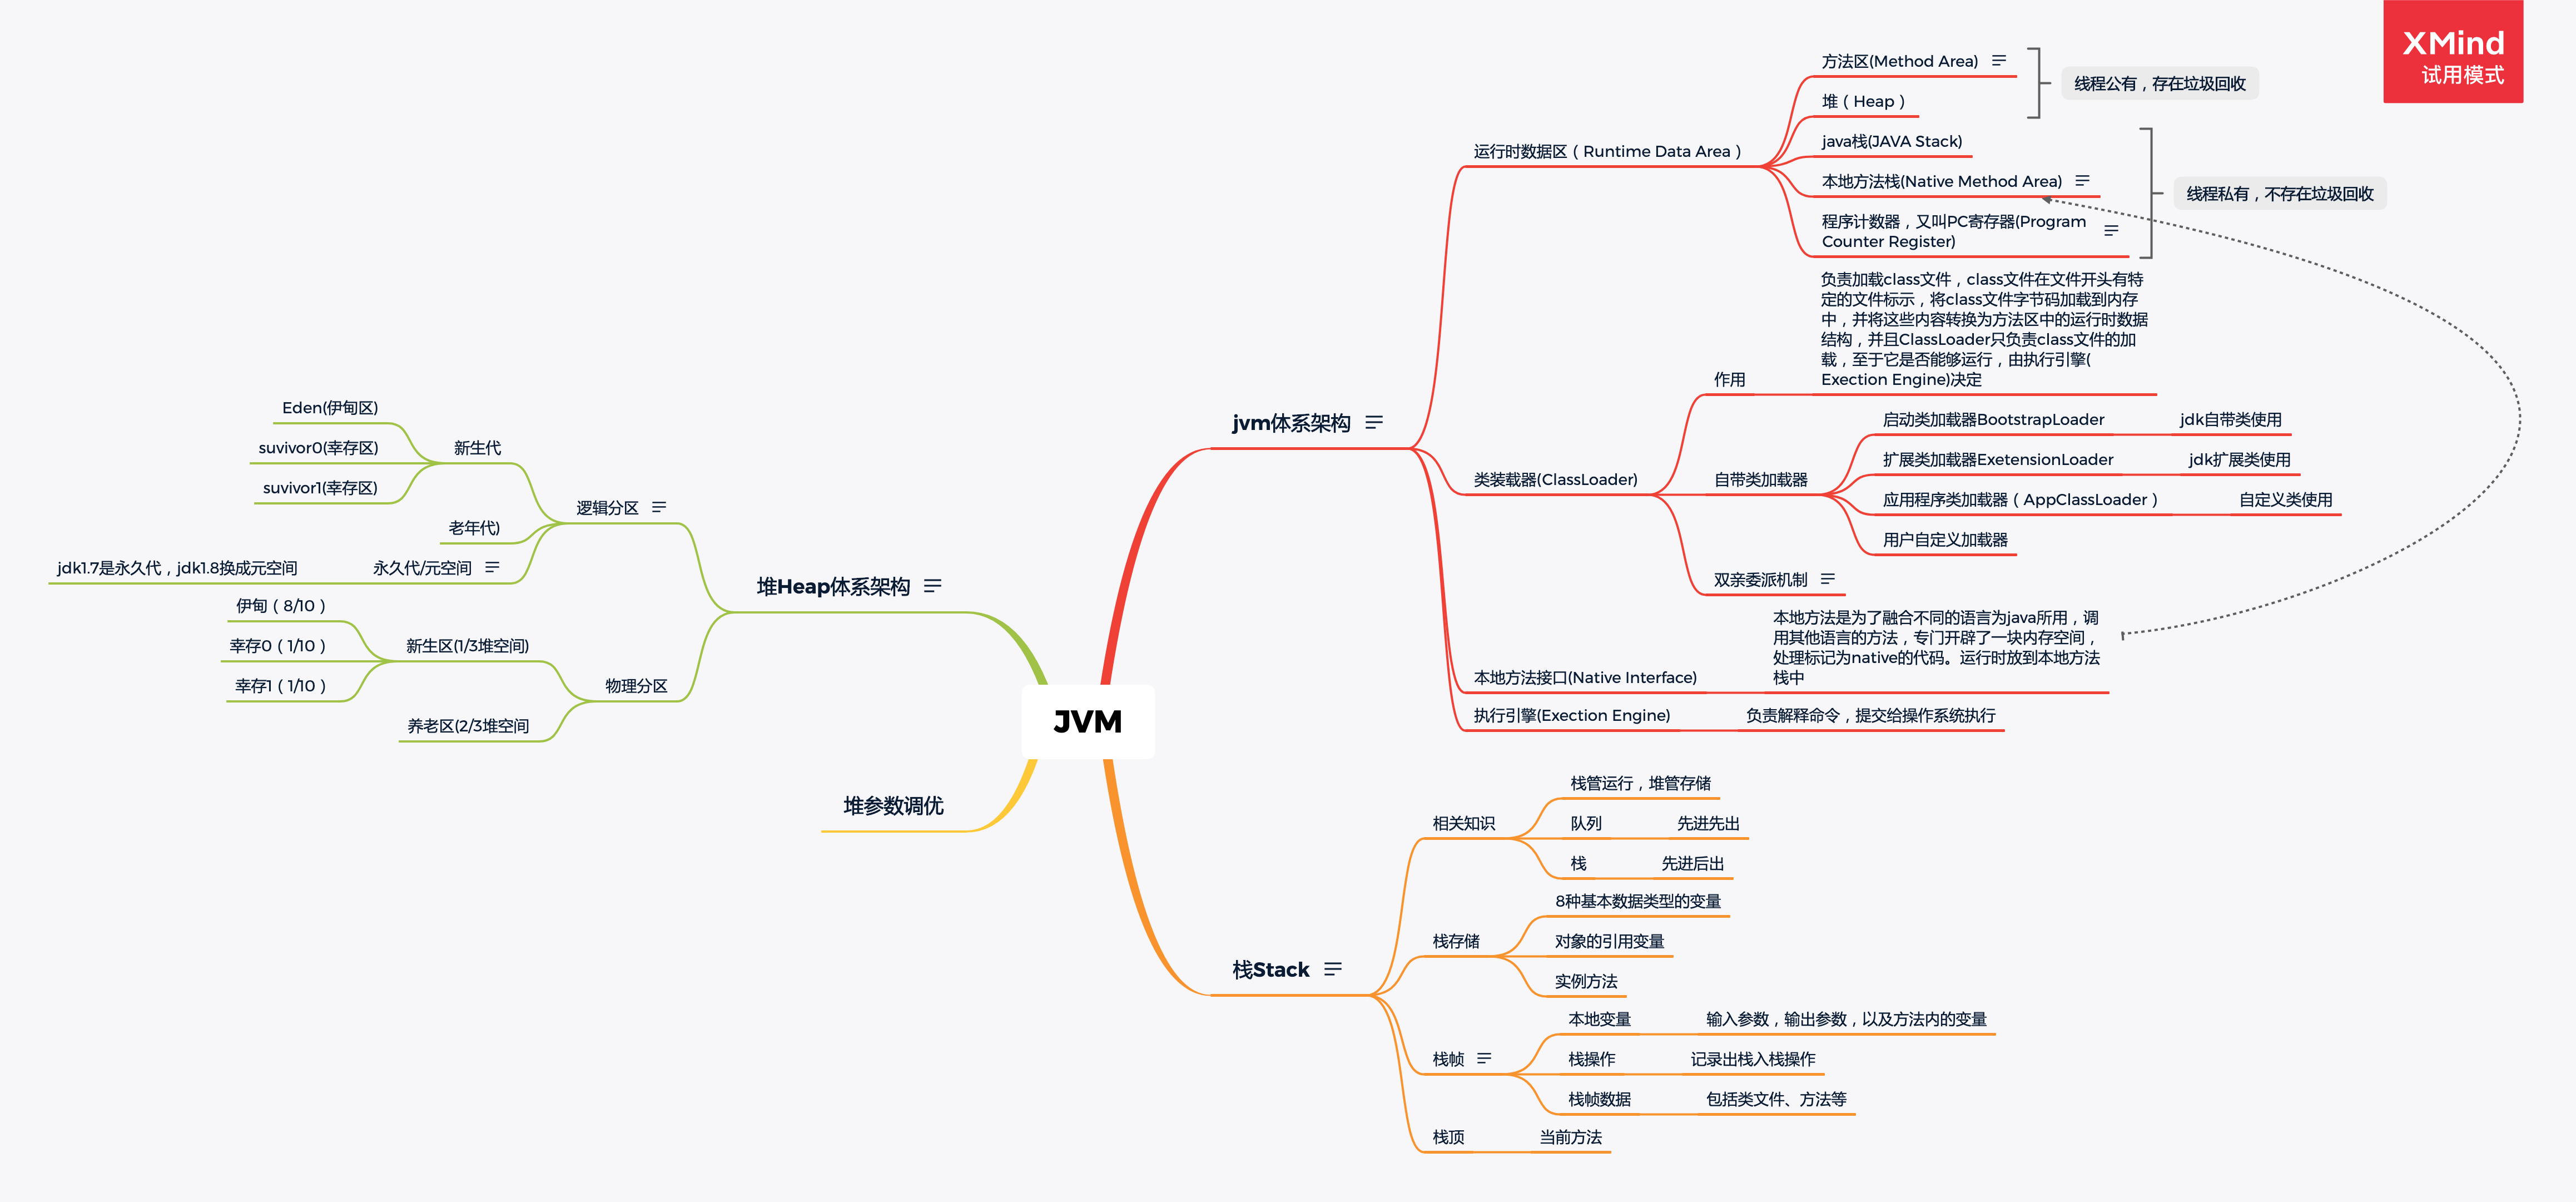 XMind
试用模式
JVM
jvm体系架构
运行时数据区（Runtime Data Area）
方法区(Method Area)
堆（Heap）
线程公有，存在垃圾回收
java栈(JAVA Stack)
本地方法栈(Native Method Area)
程序计数器，又叫PC寄存器(Program
Counter Register)
线程私有，不存在垃圾回收
类装载器(ClassLoader)
作用
负责加载class文件，class文件在文件开头有特
定的文件标示，将class文件字节码加载到内存
中，并将这些内容转换为方法区中的运行时数据
结构，并且ClassLoader只负责class文件的加
载，至于它是否能够运行，由执行引擎(
Exection Engine)决定
自带类加载器
启动类加载器BootstrapLoader
jdk自带类使用
扩展类加载器ExetensionLoader
jdk扩展类使用
应用程序类加载器（AppClassLoader）
自定义类使用
用户自定义加载器
双亲委派机制
本地方法接口(Native Interface)
本地方法是为了融合不同的语言为java所用，调
用其他语言的方法，专门开辟了一块内存空间，
处理标记为native的代码。运行时放到本地方法
栈中
执行引擎(Exection Engine)
负责解释命令，提交给操作系统执行
栈Stack
相关知识
栈管运行，堆管存储
队列
先进先出
栈
先进后出
栈存储
8种基本数据类型的变量
对象的引用变量
实例方法
栈帧
本地变量
输入参数，输出参数，以及方法内的变量
栈操作
记录出栈入栈操作
栈帧数据
包括类文件、方法等
栈顶
当前方法
堆Heap体系架构
逻辑分区
新生代
Eden(伊甸区)
suvivor0(幸存区)
suvivor1(幸存区)
老年代)
永久代/元空间
jdk1.7是永久代，jdk1.8换成元空间
物理分区
新生区(1/3堆空间)
伊甸（8/10）
幸存0（1/10）
幸存1（1/10）
养老区(2/3堆空间
堆参数调优